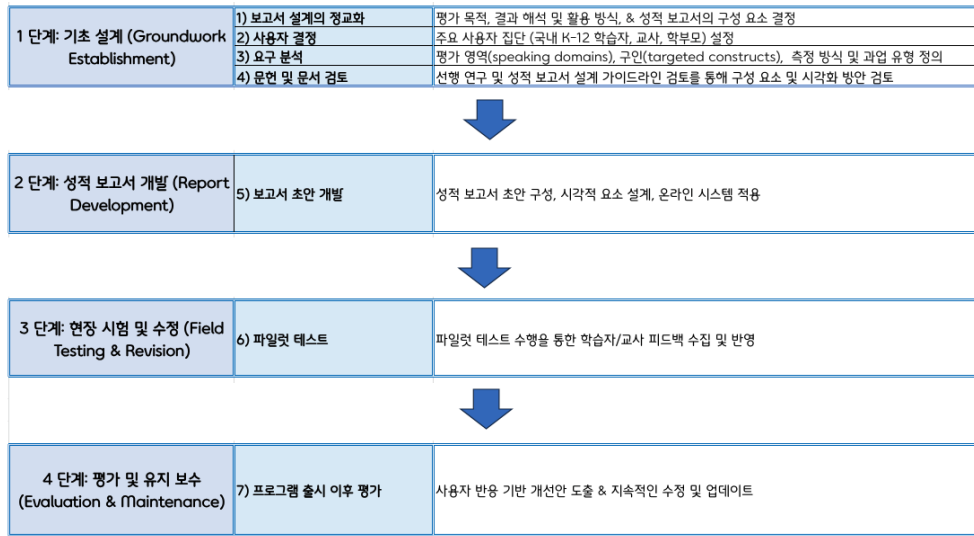 1 단계: 기초 설계 (Groundwork
Establishment)
1) 보고서 설계의 정교화
평가 목적, 결과 해석 및 활용 방식, & 성적 보고서의 구성 요소 결정
2) 사용자 결정
주요 사용자 집단 (국내 K-12 학습자, 교사, 학부모) 설정
3) 요구 분석
평가 영역(speaking domains), 구인(targeted constructs), 측정 방식 및 과업 유형 정의
4) 문헌 및 문서 검토
선행 연구 및 성적 보고서 설계 가이드라인 검토를 통해 구성 요소 및 시각화 방안 검토
2 단계: 성적 보고서 개발 (Report
Development)
5) 보고서 초안 개발
성적 보고서 초안 구성, 시각적 요소 설계, 온라인 시스템 적용
3 단계: 현장 시험 및 수정 (Field
Testing & Revision)
6) 파일럿 테스트
파일럿 테스트 수행을 통한 학습자/교사 피드백 수집 및 반영
4 단계: 평가 및 유지 보수
(Evaluation & Maintenance)
7) 프로그램 출시 이후 평가
사용자 반응 기반 개선안 도출 & 지속적인 수정 및 업데이트